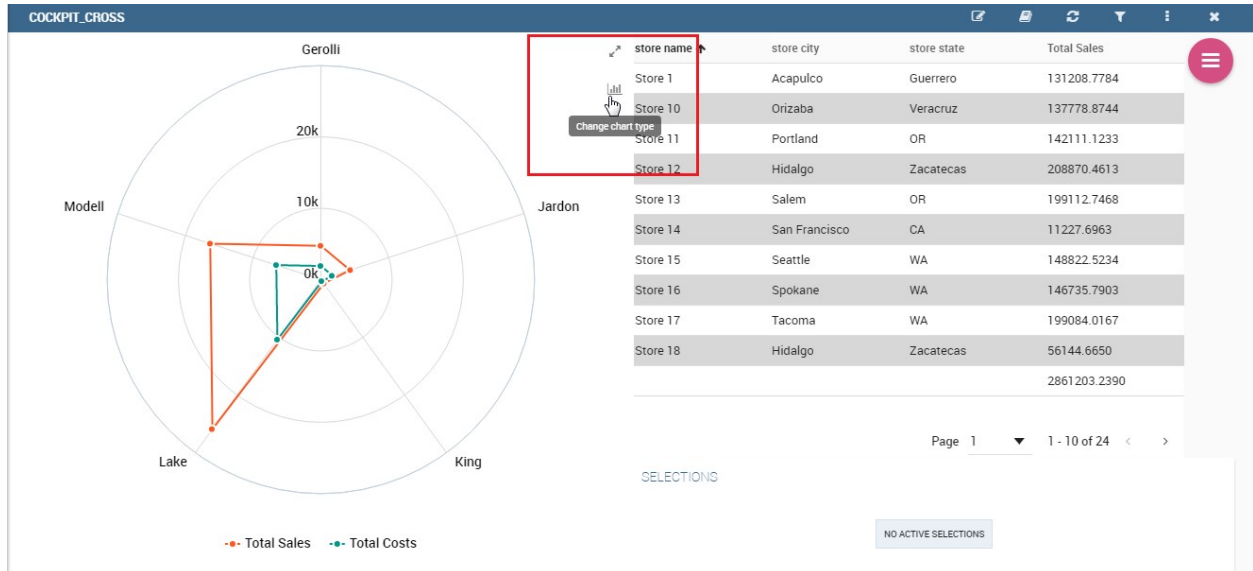 COCKPIT_CROSS
Gerolli
20k
10k
0k
Modell
Jardon
Lake
King
Total Sales Total Costs
Change chart type
store name store city store state Total Sales
Store 1 Acapulco Guerrero 131208.7784
Store 10 Orizaba Veracruz 137778.8744
Store 11 Portland OR 142111.1233
Store 12 Hidalgo Zacatecas 208870.4613
Store 13 Salem OR 199112.7468
Store 14 San Francisco CA 11227.6963
Store 15 Seattle WA 148822.5234
Store 16 Spokane WA 146735.7903
Store 17 Tacoma WA 199084.0167
Store 18 Hidalgo Zacatecas 56144.6650
2861203.2390
Page 1 1 - 10 of 24
SELECTIONS
NO ACTIVE SELECTIONS